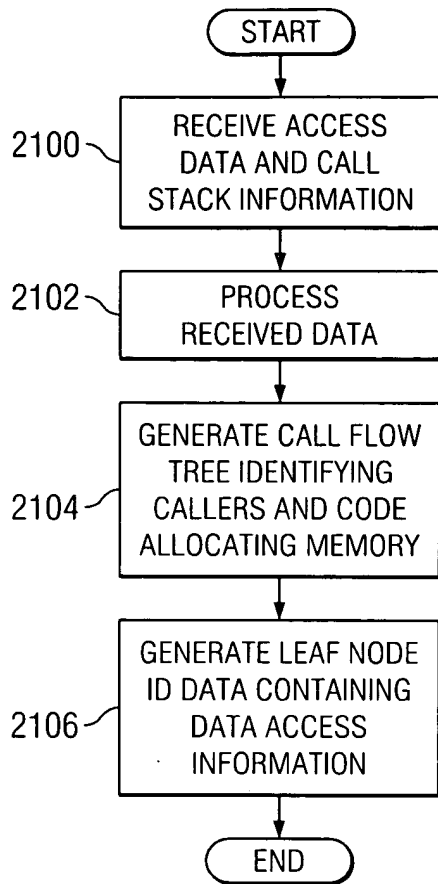 START
2100
RECEIVE ACCESS
DATA AND CALL
STACK INFORMATION
2102
PROCESS
RECEIVED DATA
2104
GENERATE CALL FLOW
TREE IDENTIFYING
CALLERS AND CODE
ALLOCATING MEMORY
2106
GENERATE LEAF NODE
ID DATA CONTAINING
DATA ACCESS
INFORMATION
END